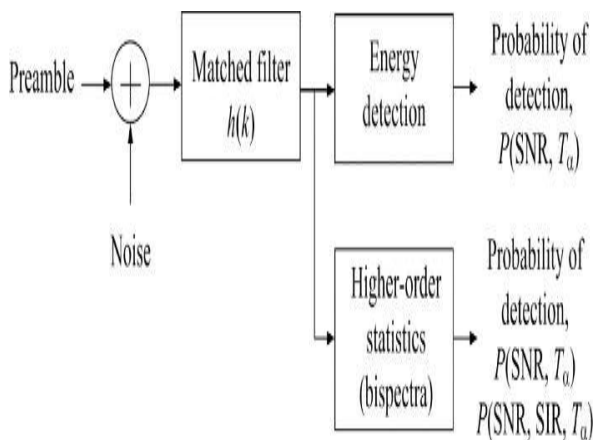 Preamble
+
Noise
Matched filter
h(k)
Energy
detection
Probability of
detection,
P(SNR, Tα)
Higher-order
statistics
(bispectra)
Probability of
detection,
P(SNR, Tα)
P(SNR, SIR, Tα)